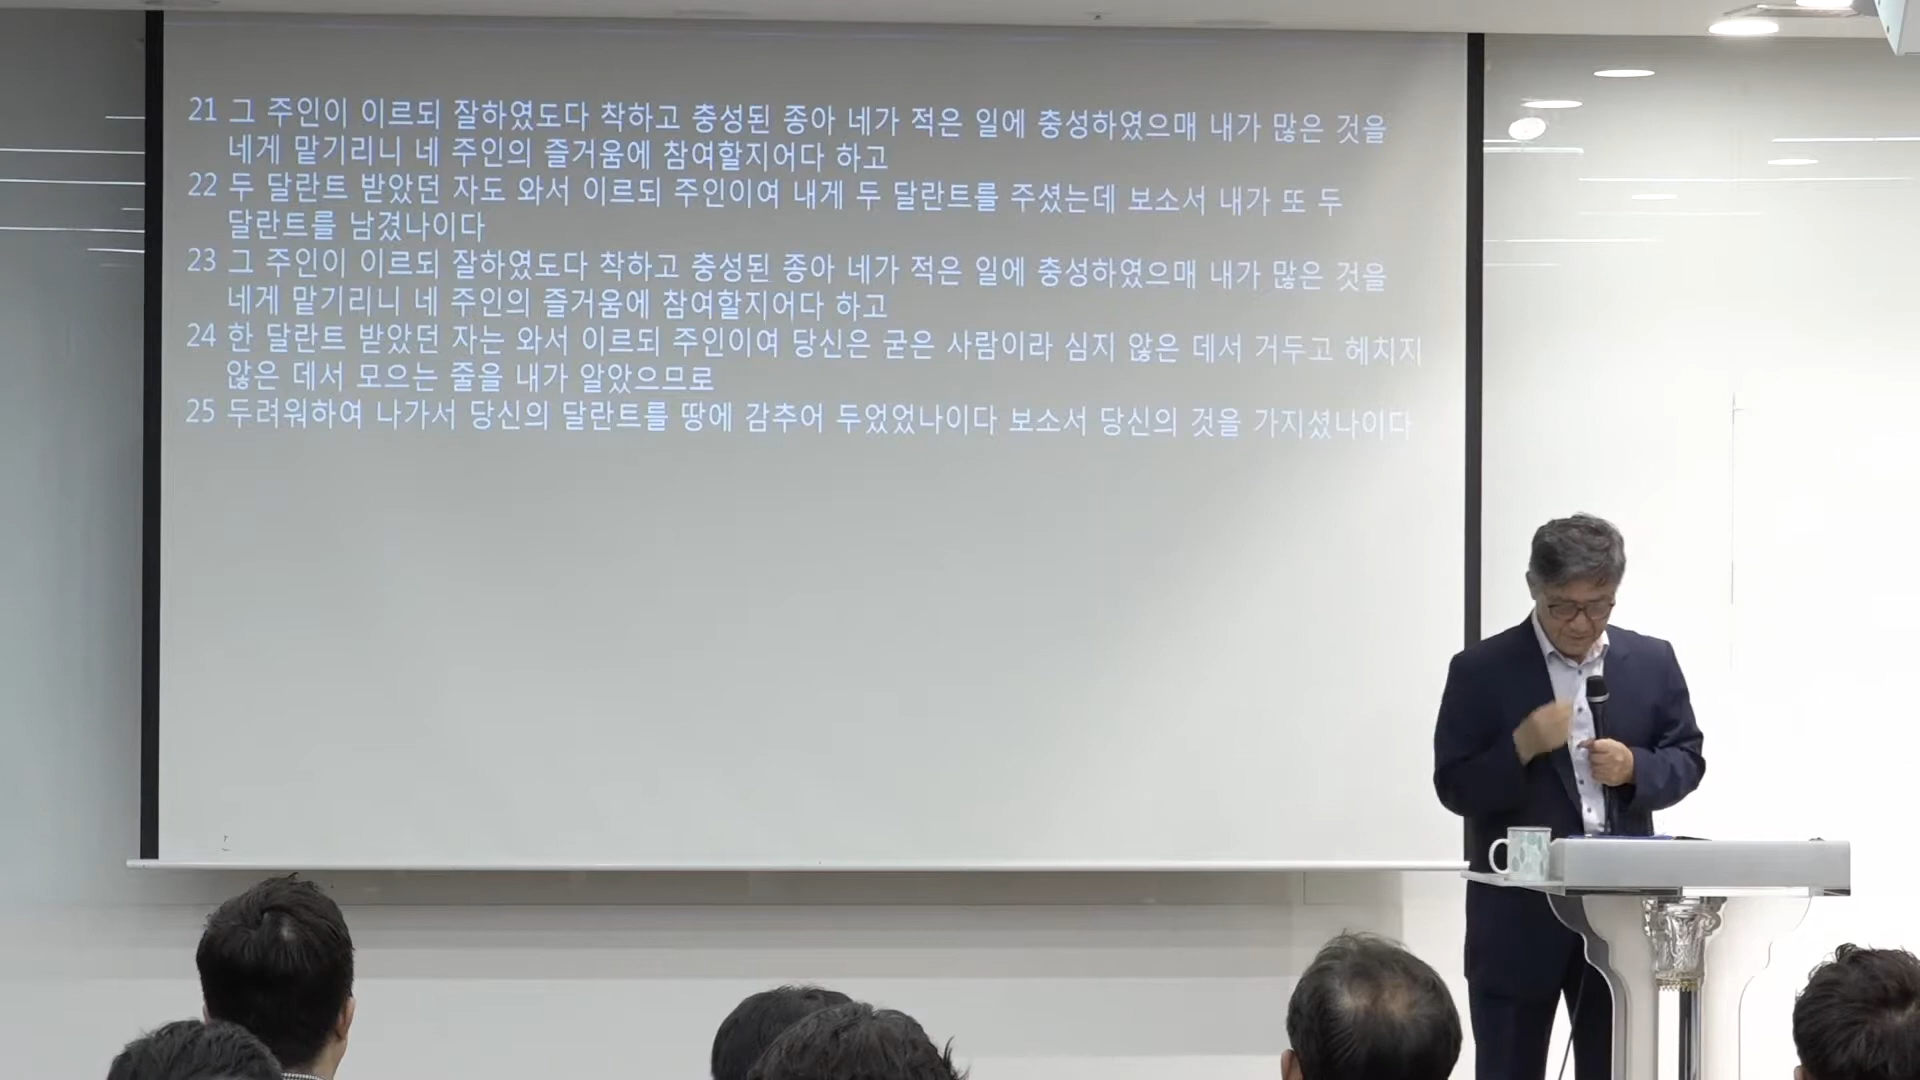 21 그 주인이 이르되 잘하였도다 착하고 충성된 종아 네가 적은 일에 충성하였으매 내가 많은 것을
네게 맡기리니 네 주인의 즐거움에 참여할지어다 하고
22 두 달란트 받았던 자도 와서 이르되 주인이여 내게 두 달란트를 주셨는데 보소서 내가 또 두
달란트를 남겼나이다
23 그 주인이 이르되 잘하였도다 착하고 충성된 종아 네가 적은 일에 충성하였으매 내가 많은 것을
네게 맡기리니 네 주인의 즐거움에 참여할지어다 하고
24 한 달란트 받았던 자는 와서 이르되 주인이여 당신은 굳은 사람이라 심지 않은 데서 거두고 헤치지
않은 데서 모으는 줄을 내가 알았으므로
25 두려워하여 나가서 당신의 달란트를 땅에 감추어 두었었나이다 보소서 당신의 것을 가지셨나이다